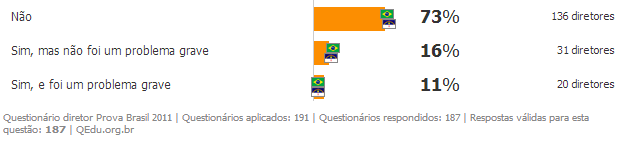 Não 73% 136 diretores
Sim, mas não foi um problema grave 16% 31 diretores
Sim, e foi um problema grave 11% 20 diretores
Questionário diretor Prova Brasil 2011 | Questionários aplicados: 191 | Questionários respondidos: 187 | Respostas válidas para esta
questão: 187 | QEdu.org.br